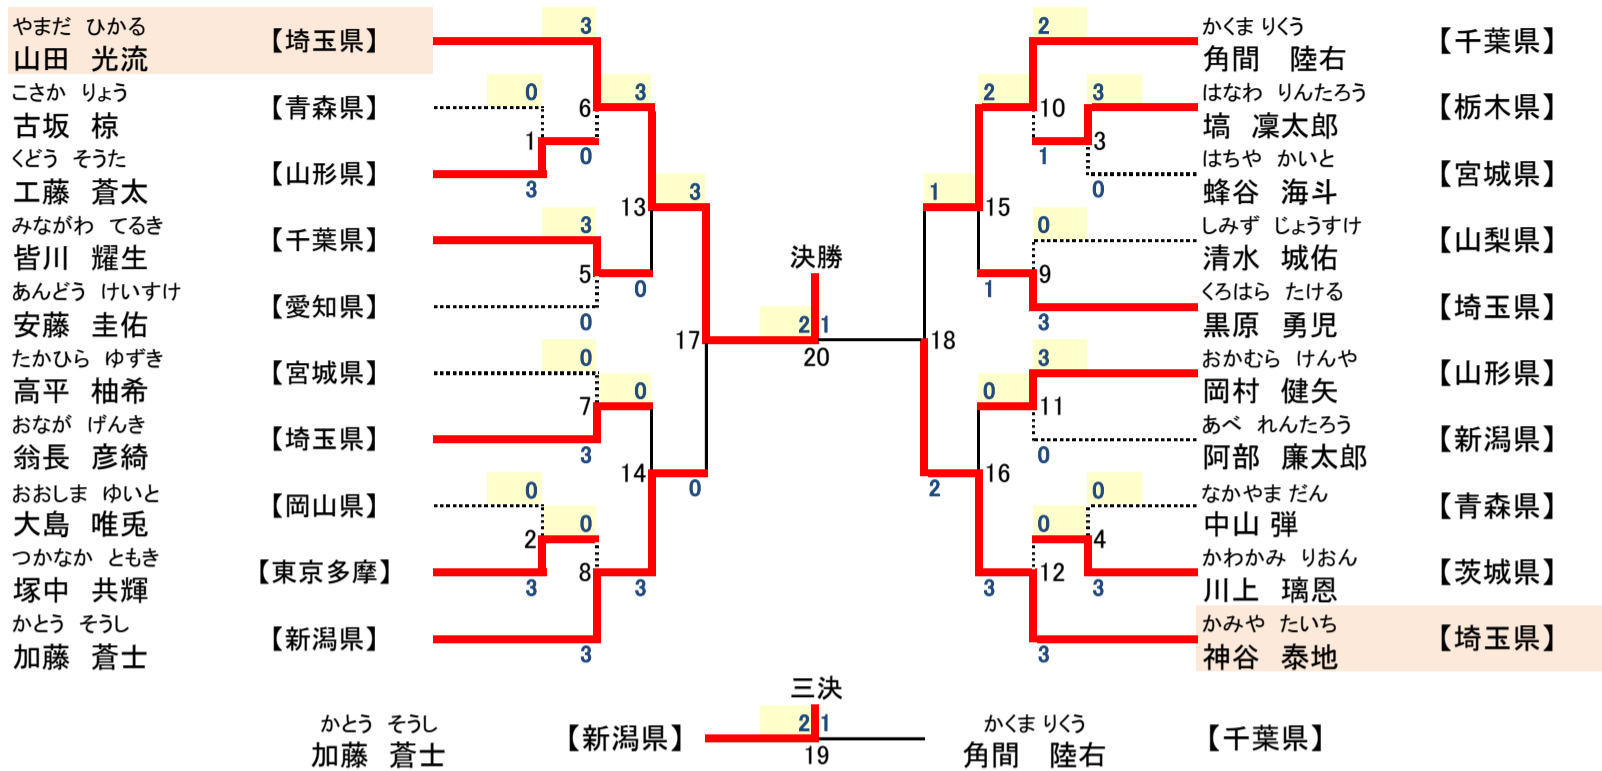 やまだ ひかる
山田 光流 【埼玉県】 3
こさか りょう
古坂 椋 【青森県】 0
くどう そうた
工藤 蒼太 【山形県】 3
みながわ てるき
皆川 耀生 【千葉県】 3
あんどう けいすけ
安藤 圭佑 【愛知県】 0
たかひら ゆずき
高平 柚希 【宮城県】 0
おなが げんき
翁長 彦綺 【埼玉県】 3
おおしま ゆいと
大島 唯兎 【岡山県】 0
つかなか ともき
塚中 共輝 【東京多摩】 3
かとう そうし
加藤 蒼士 【新潟県】 3
1
0
6
3
5
0
13
3
7
0
2
0
8
3
14
0
17
決勝
2 1
20
かくま りくう
2 角間 陸右 【千葉県】
はなわ りんたろう
3 塙 凜太郎 【栃木県】
はちや かいと
0 蜂谷 海斗 【宮城県】
しみず じょうすけ
0 清水 城佑 【山梨県】
くろはら たける
3 黒原 勇児 【埼玉県】
おかむら けんや
3 岡村 健矢 【山形県】
あべ れんたろう
0 阿部 廉太郎 【新潟県】
なかやま だん
0 中山 弾 【青森県】
かわかみ りおん
3 川上 璃恩 【茨城県】
かみや たいち
3 神谷 泰地 【埼玉県】
3
1
10
2
9
1
15
1
11
0
4
0
12
3
16
2
18
三決
かとう そうし
加藤 蒼士 【新潟県】
2 1
19
かくま りくう
角間 陸右 【千葉県】